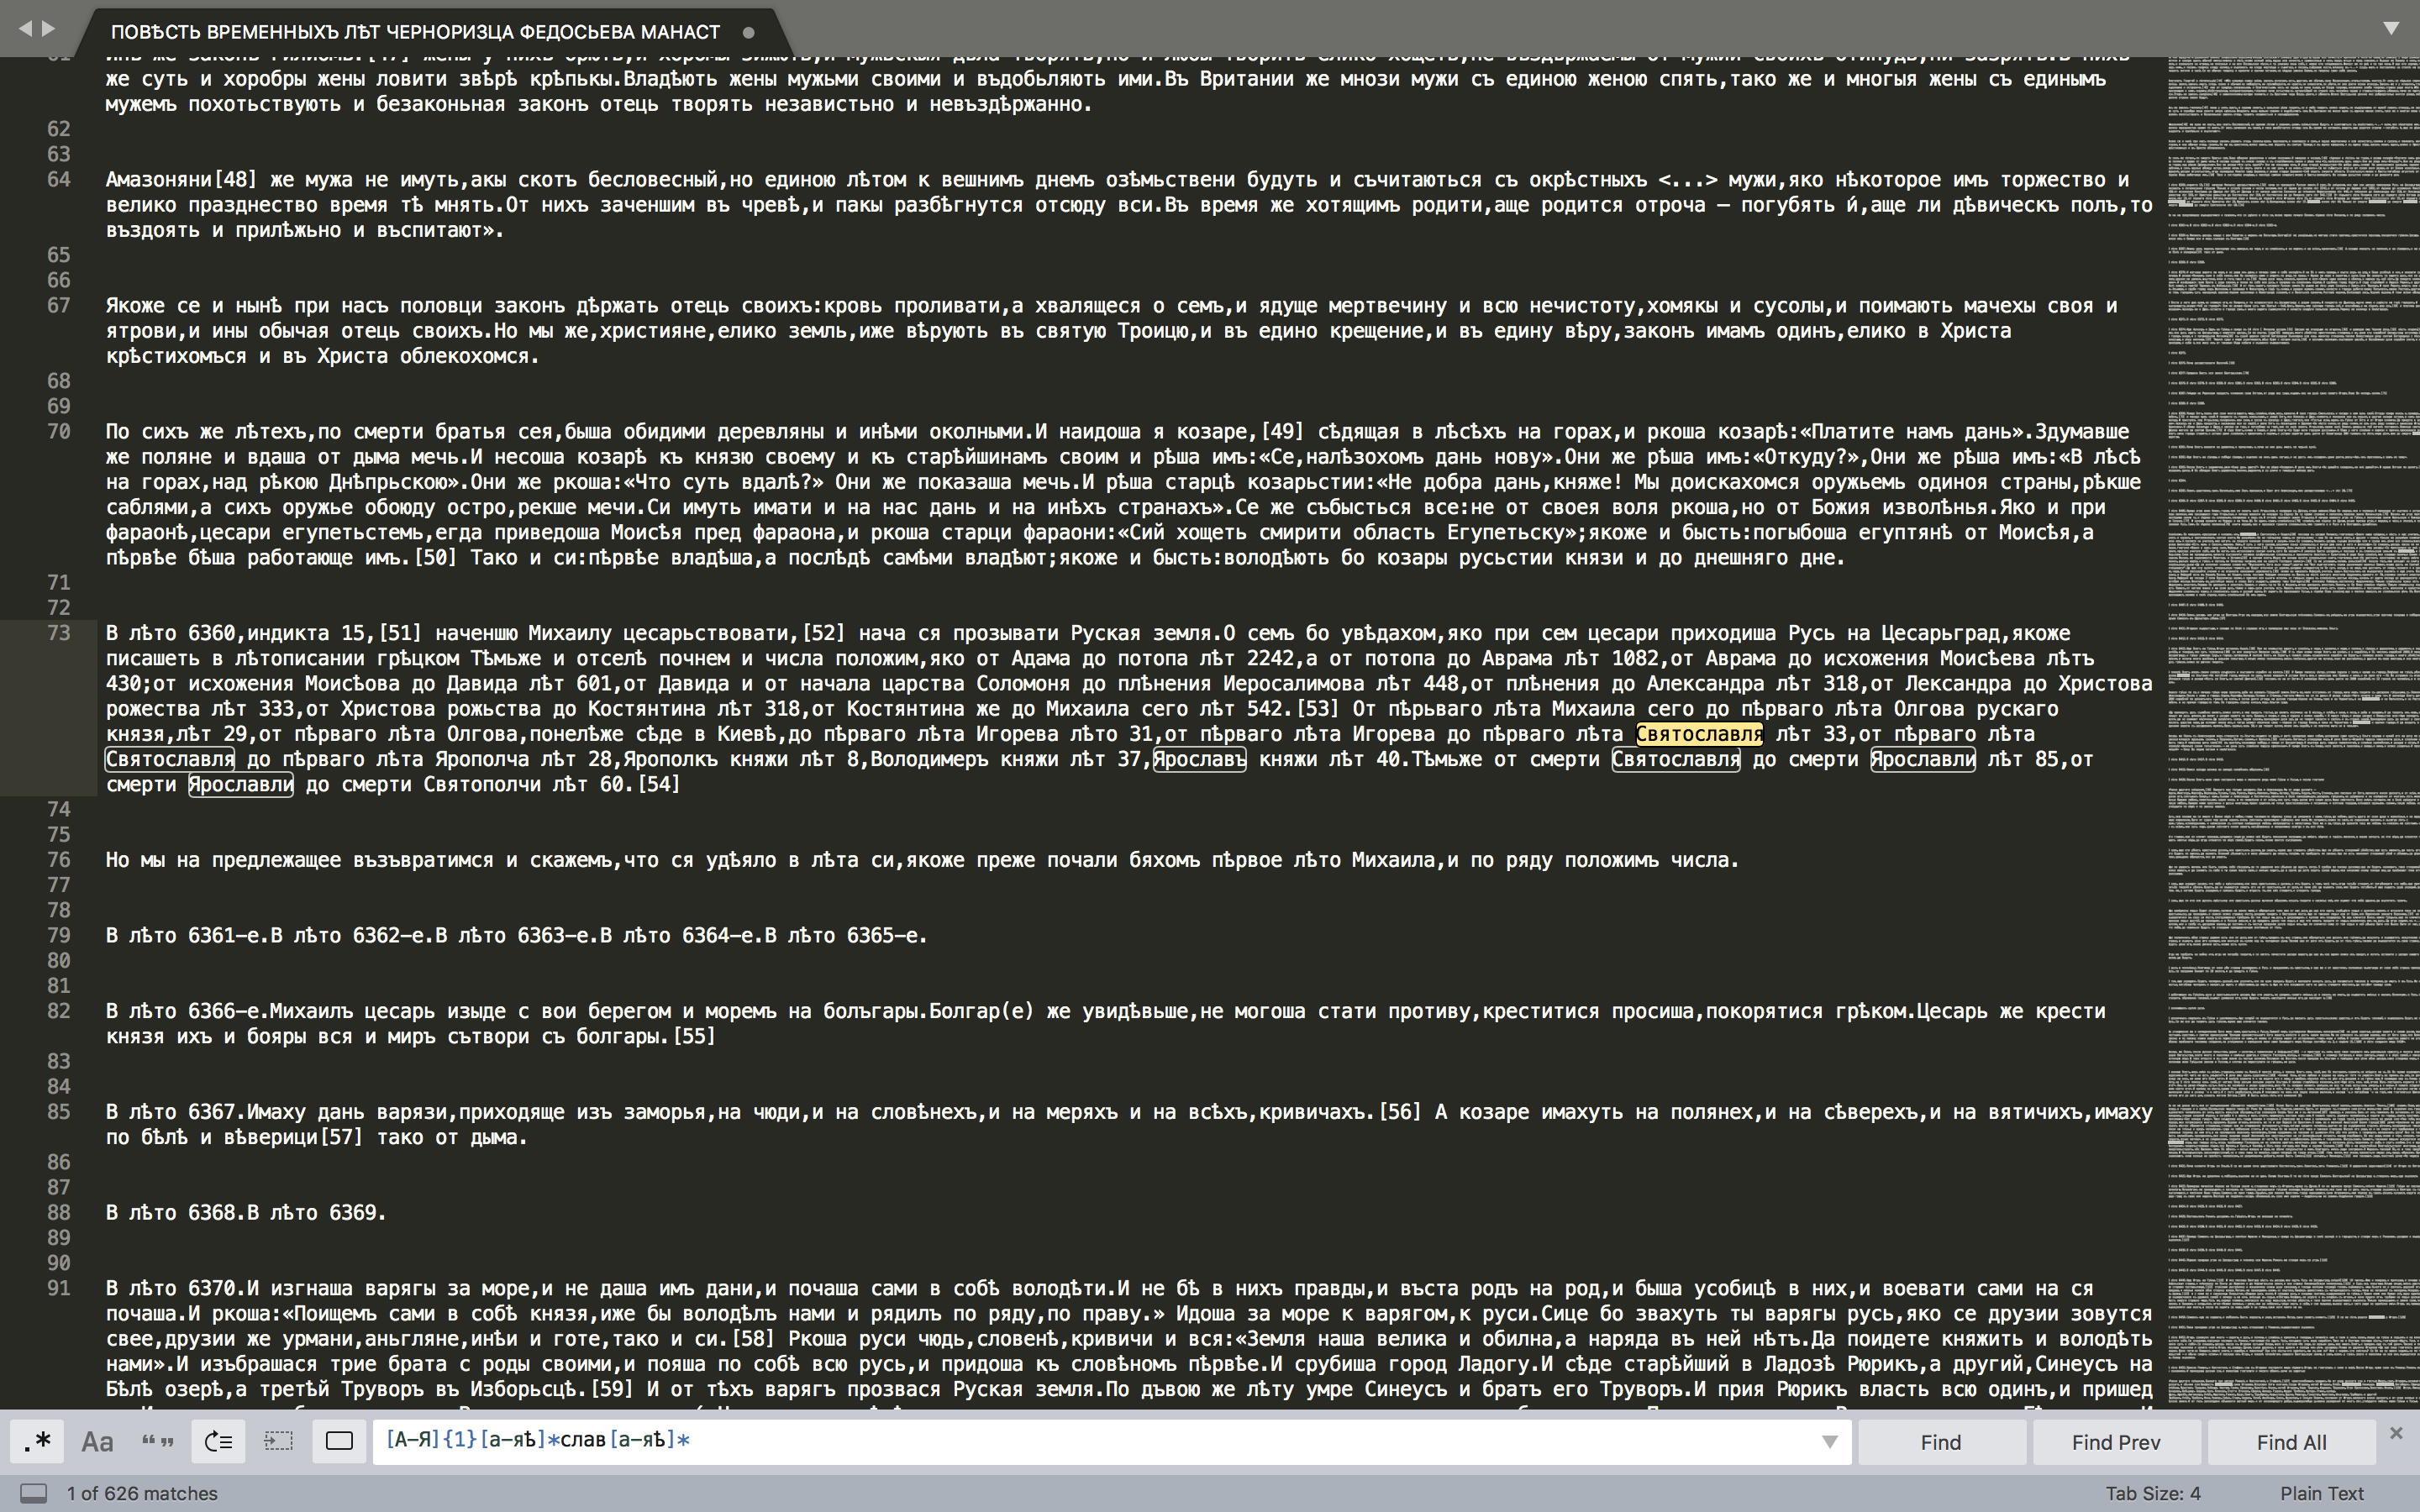 ПОВѢСТЬ ВРЕМЕННЫХЪ ЛѢТ ЧЕРНОРИЗЦА ФЕДОСЬЕВА МАНАСТ
же суть и хоробры жены ловити звѣрѣ крѣпькы.Владѣють жены мужьми своими и въдобьляють ими.Въ Британии же мнози мужи съ единою женою спять,тако же и многыя жены съ единымъ
мужемъ похотьствують и безаконьная законъ отець творять независтьно и невъздѣржанно.
62
63
64 Амазоняни[48] же мужа не имуть,акы скотъ бесловесный,но единою лѣтом к вешнимъ днемъ озѣмьствени будуть и съчитаються съ окрѣстныхъ <...> мужи,яко нѣкоторое имъ торжество и
велико празднество время тѣ мнять.От нихъ заченшим въ чревѣ,и пакы разбѣгнутся отсюду вси.Въ время же хотящимъ родити,аще родится отроча – погубять й,аще ли дѣвическъ полъ,то
въздоять и прилѣжьно и въспитают».
65
66
67 Якоже се и нынѣ при насъ половци законъ дѣржать отець своихъ:кровь проливати,а хвалящеся о семъ,и ядуще мертвечину и всю нечистоту,хомякы и сусолы,и поимають мачехы своя и
ятрови,и ины обычая отець своихъ.Но мы же,християне,елико земль,иже вѣрують въ святую Троицю,и въ едино крещение,и въ едину вѣру,законъ имамъ одинъ,елико в Христа
крѣстихомъся и въ Христа облекохомся.
68
69
70 По сихъ же лѣтехъ,по смерти братья сея,быша обидими деревляны и инѣми околными.И наидоша я козаре,[49] сѣдящая в лѣсѣхъ на горах,и ркоша козарѣ:«Платите намъ дань».Здумавше
же поляне и вдаша от дыма мечь.И несоша козарѣ къ князю своему и къ старѣйшинамъ своим и рѣша имъ:«Се,налѣзохомъ дань нову».Они же рѣша имъ:«Откуду?»,Они же рѣша имъ:«В лѣсѣ
на горах,над рѣкою Днѣпрьскою».Они же ркоша:«Что суть вдалѣ?» Они же показаша мечь.И рѣша старцѣ козарьстии:«Не добра дань,княже! Мы доискахомся оружьемь одиноя страны,рѣкше
саблями,а сихъ оружье обоюду остро,рекше мечи.Си имуть имати и на нас дань и на инѣхъ странахъ».Се же събысться все:не от своея воля ркоша,но от Божия изволѣнья.Яко и при
фараонѣ,цесари егупетьстемь,егда приведоша Моисѣя пред фараона,и ркоша старци фараони:«Сий хощеть смирити область Егупетьску»;якоже и бысть:погыбоша егуптянѣ от Моисѣя,а
пѣрвѣе бѣша работающе имъ.[50] Тако и си:пѣрвѣе владѣша,а послѣдѣ самѣми владѣют;якоже и бысть:володѣють бо козары русьстии князи и до днешняго дне.
71
72
73 В лѣто 6360,индикта 15,[51] наченшю Михаилу цесарьствовати,[52] нача ся прозывати Руская земля.О семъ бо увѣдахом,яко при сем цесари приходиша Русь на Цесарьград,якоже
писашеть в лѣтописании грѣцком Тѣмьже и отселѣ почнем и числа положим,яко от Адама до потопа лѣт 2242,а от потопа до Аврама лѣт 1082,от Аврама до исхожения Моисѣева лѣтъ
430;от исхожения Моисѣова до Давида лѣт 601,от Давида и от начала царства Соломоня до плѣнения Иеросалимова лѣт 448,от плѣнения до Александра лѣт 318,от Лександра до Христова
рожества лѣт 333,от Христова рожьства до Костянтина лѣт 318,от Костянтина же до Михаила сего лѣт 542.[53] От пѣрьваго лѣта Михаила сего до пѣрваго лѣта Олгова рускаго
князя,лѣт 29,от пѣрваго лѣта Олгова,понелѣже сѣде в Киевѣ,до пѣрваго лѣта Игорева лѣто 31,от пѣрваго лѣта Игорева до пѣрваго лѣта Святославля лѣт 33,от пѣрваго лѣта
Святославля до пѣрваго лѣта Ярополча лѣт 28,Ярополкъ княжи лѣт 8,Володимеръ княжи лѣт 37,Ярославъ княжи лѣт 40.Тѣмьже от смерти Святославля до смерти Ярославли лѣт 85,от
смерти Ярославли до смерти Святополчи лѣт 60.[54]
74
75
76 Но мы на предлежащее възъвратимся и скажемъ,что ся удѣяло в лѣта си,якоже преже почали бяхомъ пѣрвое лѣто Михаила,и по ряду положимъ числа.
77
78
79 В лѣто 6361-е.В лѣто 6362-е.В лѣто 6363-е.В лѣто 6364-е.В лѣто 6365-е.
80
81
82 В лѣто 6366-е.Михаилъ цесарь изыде с вои берегом и моремъ на болъгары.Болгар(е) же увидѣвьше,не могоша стати противу,креститися просиша,покорятися грѣком.Цесарь же крести
князя ихъ и бояры вся и миръ сътвори съ болгары.[55]
83
84
85 В лѣто 6367.Имаху дань варязи,приходяще изъ заморья,на чюди,и на словѣнехъ,и на меряхъ и на всѣхъ,кривичахъ.[56] А козаре имахуть на полянех,и на сѣверехъ,и на вятичихъ,имаху
по бѣлѣ и вѣверици[57] тако от дыма.
86
87
88 В лѣто 6368.В лѣто 6369.
89
90
91 В лѣто 6370.И изгнаша варягы за море,и не даша имъ дани,и почаша сами в собѣ володѣти.И не бѣ в нихъ правды,и въста родъ на род,и быша усобицѣ в них,и воевати сами на ся
почаша.И ркоша:«Поищемъ сами в собѣ князя,иже бы володѣлъ нами и рядилъ по ряду,по праву.» Идоша за море к варягом,к руси.Сице бо звахуть ты варягы русь,яко се друзии зовутся
свее,друзии же урмани,аньгляне,инѣи и готе,тако и си.[58] Ркоша руси чюдь,словенѣ,кривичи и вся:«Земля наша велика и обилна,а наряда въ ней нѣтъ.Да поидете княжить и володѣть
нами».И изъбрашася трие брата с роды своими,и пояша по собѣ всю русь,и придоша къ словѣномъ пѣрвѣе.И срубиша город Ладогу.И сѣде старѣйший в Ладозѣ Рюрикъ,а другий,Синеусъ на
Бѣлѣ озерѣ,а третѣй Труворъ въ Изборьсцѣ.[59] И от тѣхъ варягъ прозвася Руская земля.По дъвою же лѣту умре Синеусъ и братъ его Труворъ.И прия Рюрикъ власть всю одинъ,и пришед
.* Aa “ ” [А-Я]{1}[а-яѣ]*слав[а-яѣ]* Find Find Prev Find All ×
1 of 626 matches Tab Size: 4 Plain Text